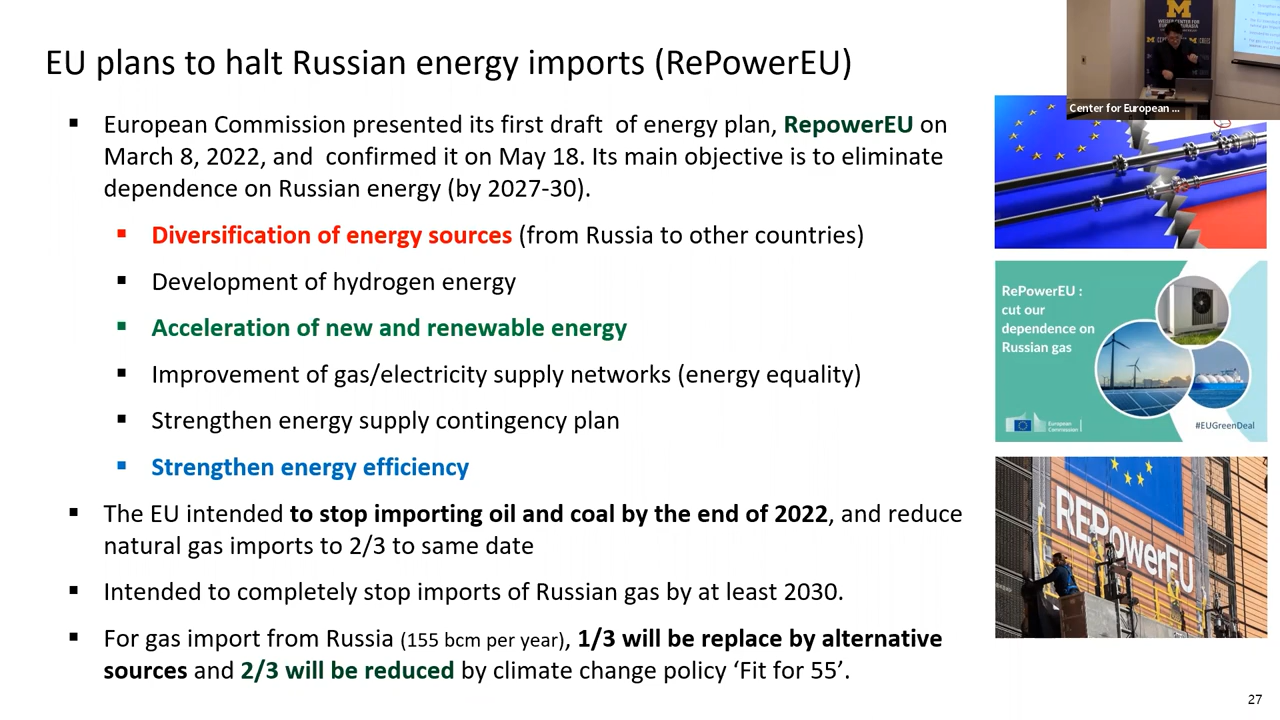 EU plans to halt Russian energy imports (RePowerEU)
▪ European Commission presented its first draft of energy plan, RepowerEU on
March 8, 2022, and confirmed it on May 18. Its main objective is to eliminate
dependence on Russian energy (by 2027-30).
▪ Diversification of energy sources (from Russia to other countries)
▪ Development of hydrogen energy
▪ Acceleration of new and renewable energy
▪ Improvement of gas/electricity supply networks (energy equality)
▪ Strengthen energy supply contingency plan
▪ Strengthen energy efficiency
▪ The EU intended to stop importing oil and coal by the end of 2022, and reduce
natural gas imports to 2/3 to same date
▪ Intended to completely stop imports of Russian gas by at least 2030.
▪ For gas import from Russia (155 bcm per year), 1/3 will be replace by alternative
sources and 2/3 will be reduced by climate change policy ‘Fit for 55’.
M
WEISER CENTER FOR
Center for European ...
RePowerEU :
cut our
dependence on
Russian gas
European
Commission
#EUGreenDeal
REPowerEU
27